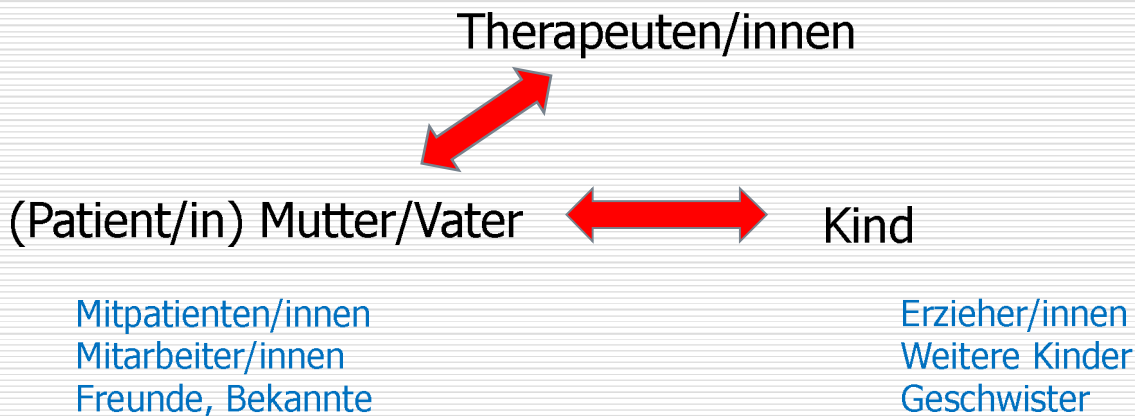 Therapeuten/innen
(Patient/in) Mutter/Vater
Kind
Mitpatienten/innen
Mitarbeiter/innen
Freunde, Bekannte
Erzieher/innen
Weitere Kinder
Geschwister